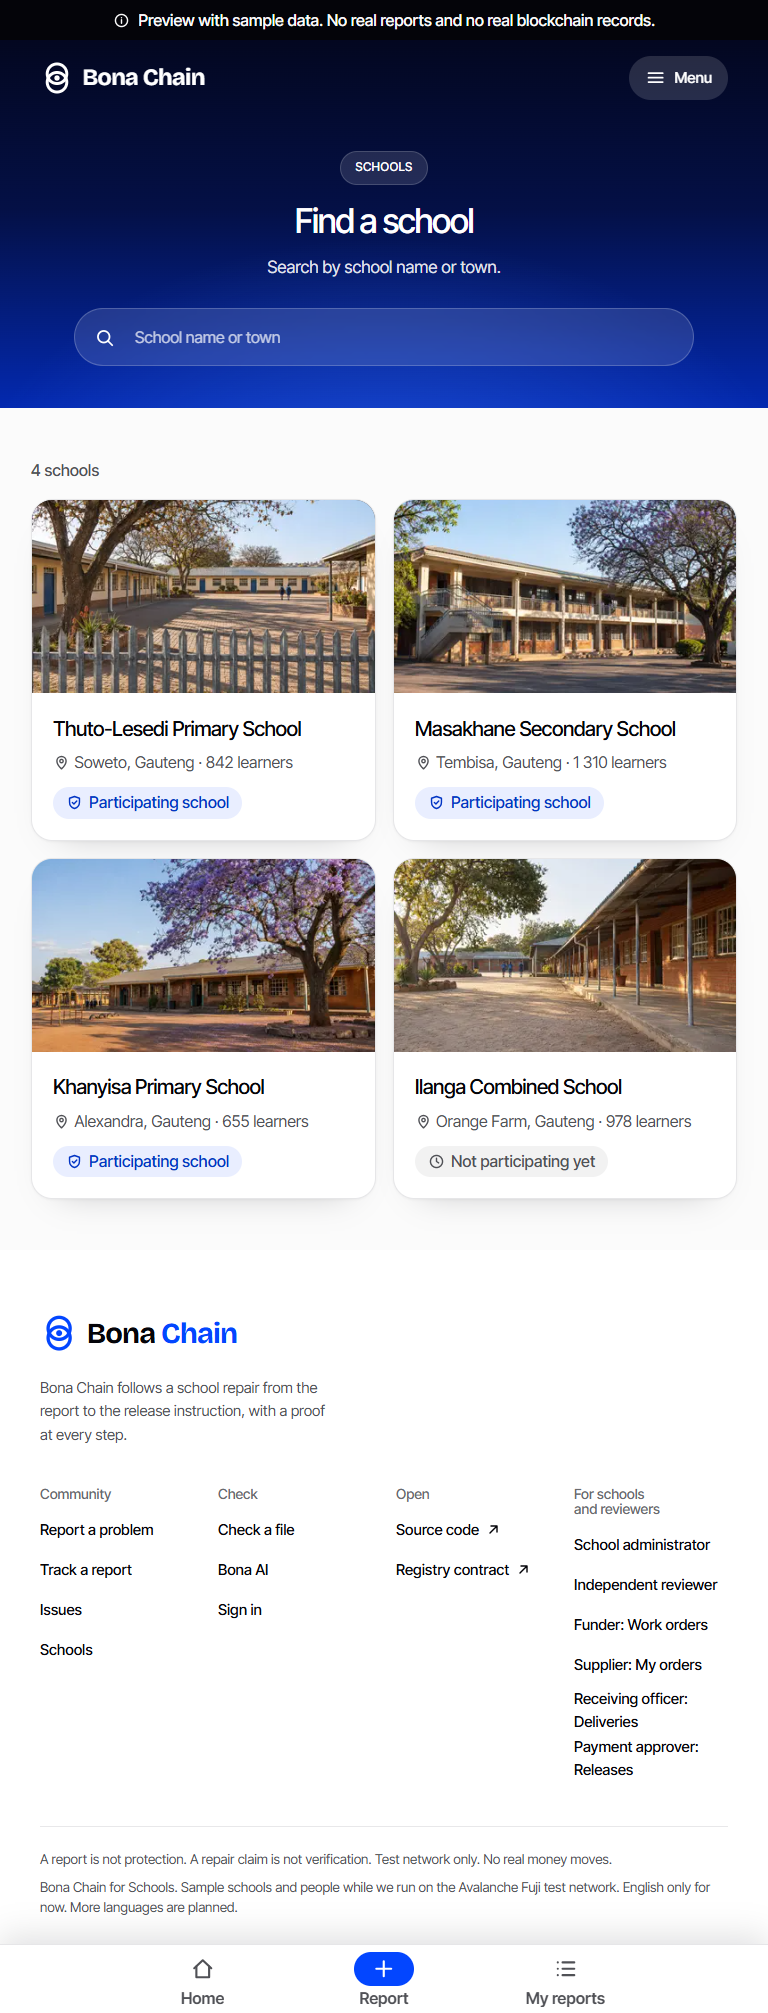 Preview with sample data. No real reports and no real blockchain records.
Bona Chain
Menu
SCHOOLS
Find a school
Search by school name or town.
School name or town
4 schools
Thuto-Lesedi Primary School
Soweto, Gauteng · 842 learners
Participating school
Masakhane Secondary School
Tembisa, Gauteng · 1 310 learners
Participating school
Khanyisa Primary School
Alexandra, Gauteng · 655 learners
Participating school
Ilanga Combined School
Orange Farm, Gauteng · 978 learners
Not participating yet
Bona Chain
Bona Chain follows a school repair from the
report to the release instruction, with a proof
at every step.
Community
Report a problem
Track a report
Issues
Schools
Check
Check a file
Bona AI
Sign in
Open
Source code
Registry contract
For schools
and reviewers
School administrator
Independent reviewer
Funder: Work orders
Supplier: My orders
Receiving officer:
Deliveries
Payment approver:
Releases
A report is not protection. A repair claim is not verification. Test network only. No real money moves.
Bona Chain for Schools. Sample schools and people while we run on the Avalanche Fuji test network. English only for
now. More languages are planned.
Home
Report
My reports